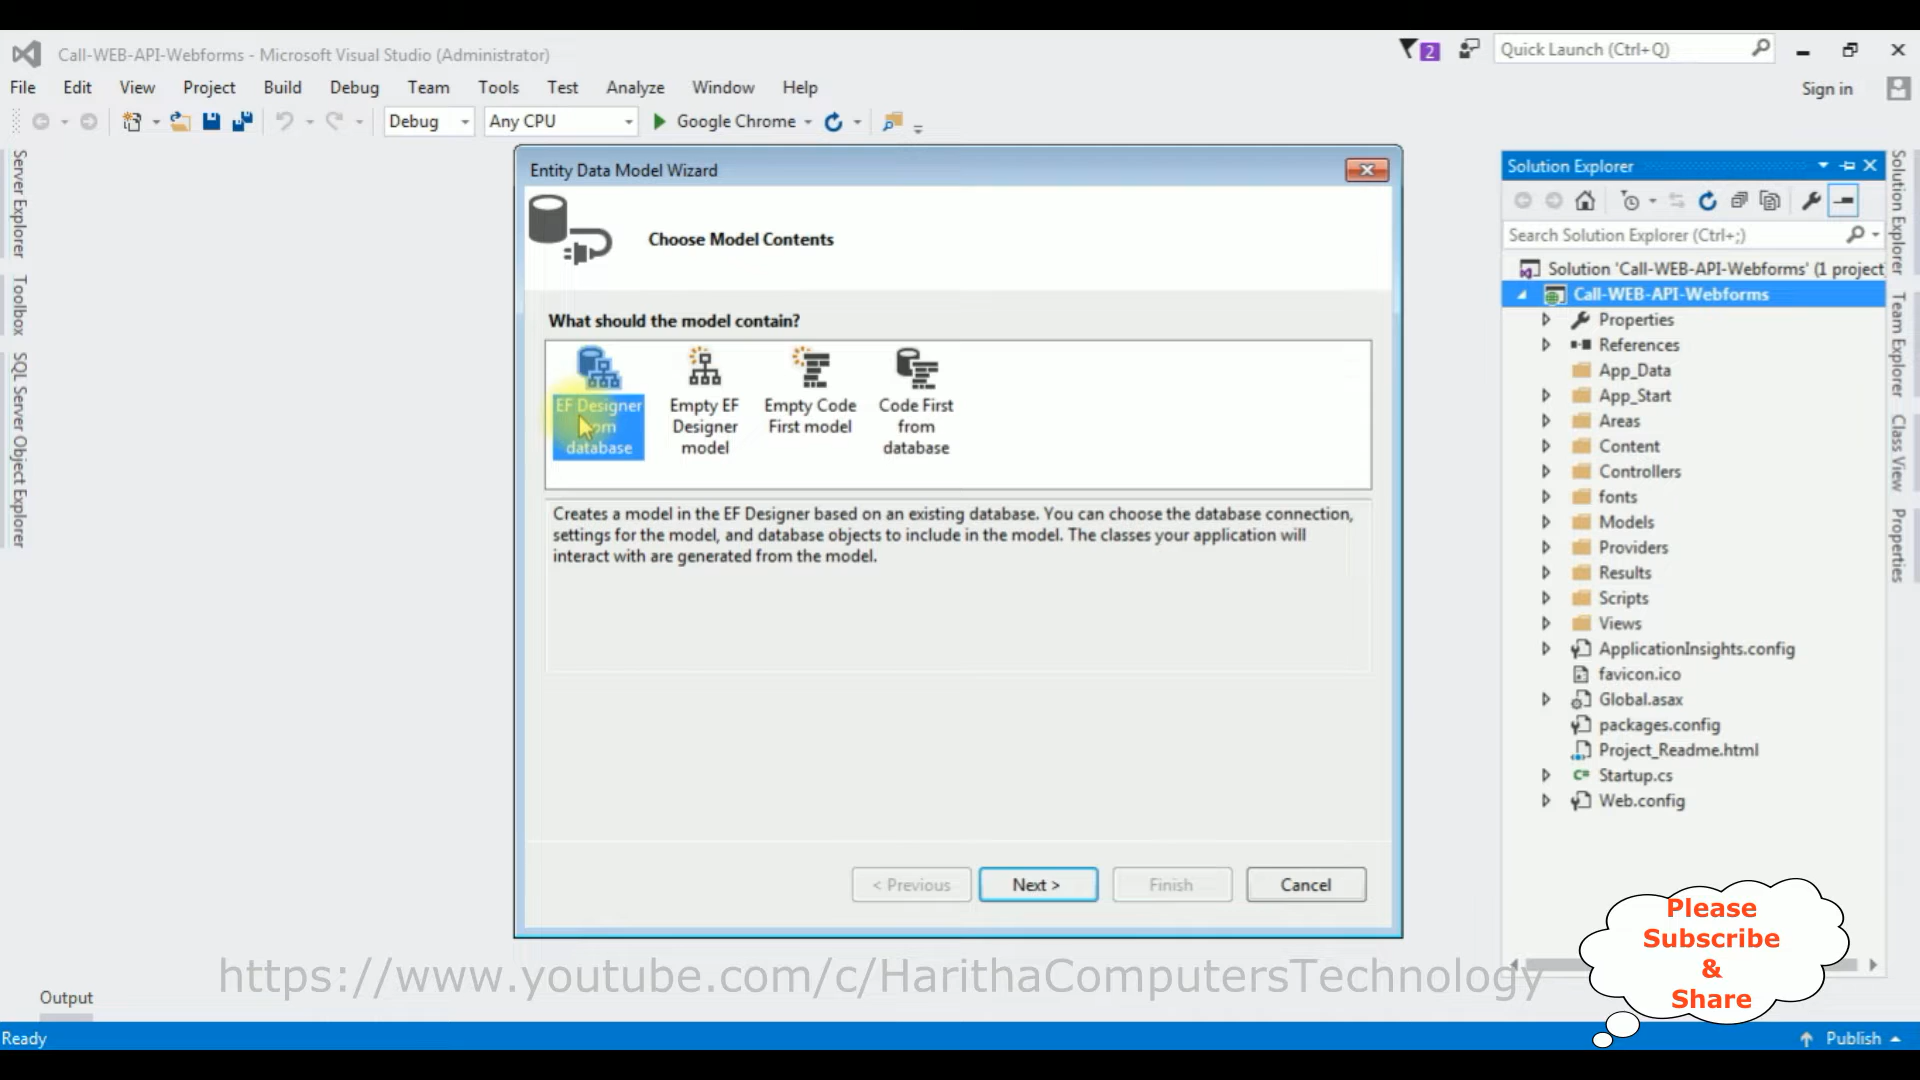 Call-WEB-API-Webforms - Microsoft Visual Studio (Administrator)
2
Quick Launch (Ctrl+Q)
File Edit View Project Build Debug Team Tools Test Analyze Window Help
Sign in
Debug
Any CPU
Google Chrome
Server Explorer
Toolbox
SQL Server Object Explorer
Entity Data Model Wizard
Choose Model Contents
What should the model contain?
EF Designer from database
Empty EF Designer model
Empty Code First model
Code First from database
Creates a model in the EF Designer based on an existing database. You can choose the database connection,
settings for the model, and database objects to include in the model. The classes your application will
interact with are generated from the model.
< Previous
Next >
Finish
Cancel
Solution Explorer
Search Solution Explorer (Ctrl+;)
Solution 'Call-WEB-API-Webforms' (1 project
Call-WEB-API-Webforms
Properties
References
App_Data
App_Start
Areas
Content
Controllers
fonts
Models
Providers
Results
Scripts
Views
ApplicationInsights.config
favicon.ico
Global.asax
packages.config
Project_Readme.html
C# Startup.cs
Web.config
Solution Explorer
Team Explorer
Class View
Properties
Please
Subscribe
&
Share
https://www.youtube.com/c/HarithaComputersTechnology
Output
Ready
Publish